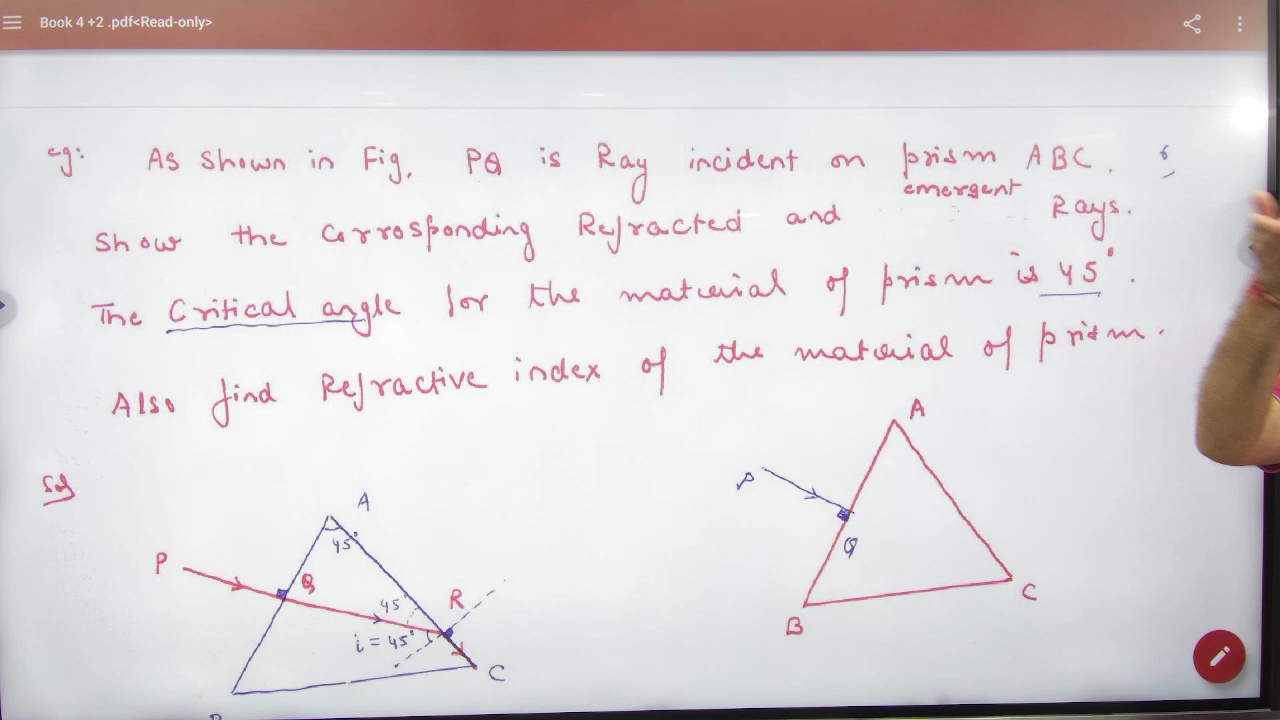 Book 4 +2 .pdf<Read-only>
eg: As shown in Fig, PQ is Ray incident on prism ABC.
emergent
Show the corrosponding Refracted and Rays.
The Critical angle for the material of prism is 45°.
Also find Refractive index of the material of prism.
Sol
A
P
Q
B
C
A
45°
P
Q
45°
R
i = 45°
C